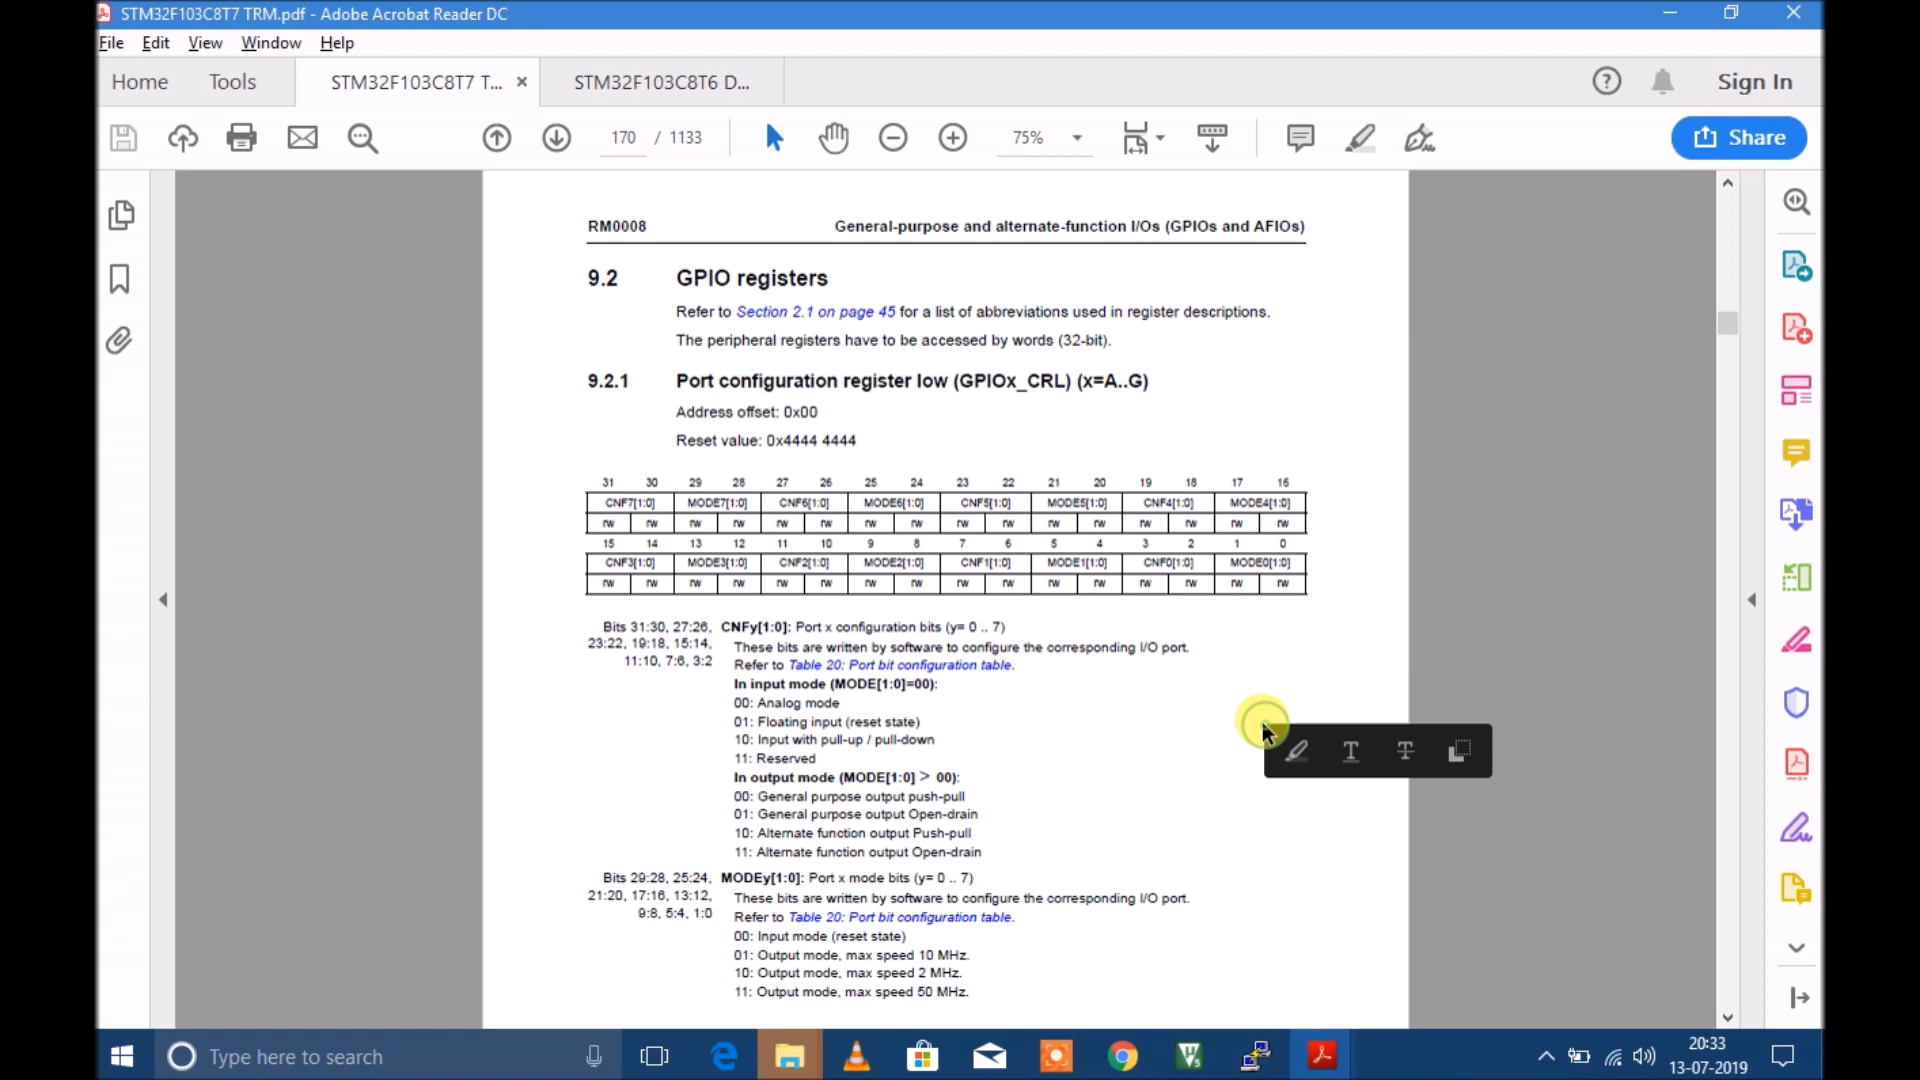 STM32F103C8T7 TRM.pdf - Adobe Acrobat Reader DC
File Edit View Window Help
Home Tools STM32F103C8T7 T... × STM32F103C8T6 D... Sign In
170 / 1133 75% Share
RM0008 General-purpose and alternate-function I/Os (GPIOs and AFIOs)
9.2 GPIO registers
Refer to Section 2.1 on page 45 for a list of abbreviations used in register descriptions.
The peripheral registers have to be accessed by words (32-bit).
9.2.1 Port configuration register low (GPIOx_CRL) (x=A..G)
Address offset: 0x00
Reset value: 0x4444 4444
31 30 29 28 27 26 25 24 23 22 21 20 19 18 17 16
CNF7[1:0] MODE7[1:0] CNF6[1:0] MODE6[1:0] CNF5[1:0] MODE5[1:0] CNF4[1:0] MODE4[1:0]
rw rw rw rw rw rw rw rw rw rw rw rw rw rw rw rw
15 14 13 12 11 10 9 8 7 6 5 4 3 2 1 0
CNF3[1:0] MODE3[1:0] CNF2[1:0] MODE2[1:0] CNF1[1:0] MODE1[1:0] CNF0[1:0] MODE0[1:0]
rw rw rw rw rw rw rw rw rw rw rw rw rw rw rw rw
Bits 31:30, 27:26, CNFy[1:0]: Port x configuration bits (y= 0 .. 7)
23:22, 19:18, 15:14, These bits are written by software to configure the corresponding I/O port.
11:10, 7:6, 3:2 Refer to Table 20: Port bit configuration table.
In input mode (MODE[1:0]=00):
00: Analog mode
01: Floating input (reset state)
10: Input with pull-up / pull-down
11: Reserved
In output mode (MODE[1:0] > 00):
00: General purpose output push-pull
01: General purpose output Open-drain
10: Alternate function output Push-pull
11: Alternate function output Open-drain
Bits 29:28, 25:24, MODEy[1:0]: Port x mode bits (y= 0 .. 7)
21:20, 17:16, 13:12, These bits are written by software to configure the corresponding I/O port.
9:8, 5:4, 1:0 Refer to Table 20: Port bit configuration table.
00: Input mode (reset state)
01: Output mode, max speed 10 MHz.
10: Output mode, max speed 2 MHz.
11: Output mode, max speed 50 MHz.
Type here to search
20:33
13-07-2019